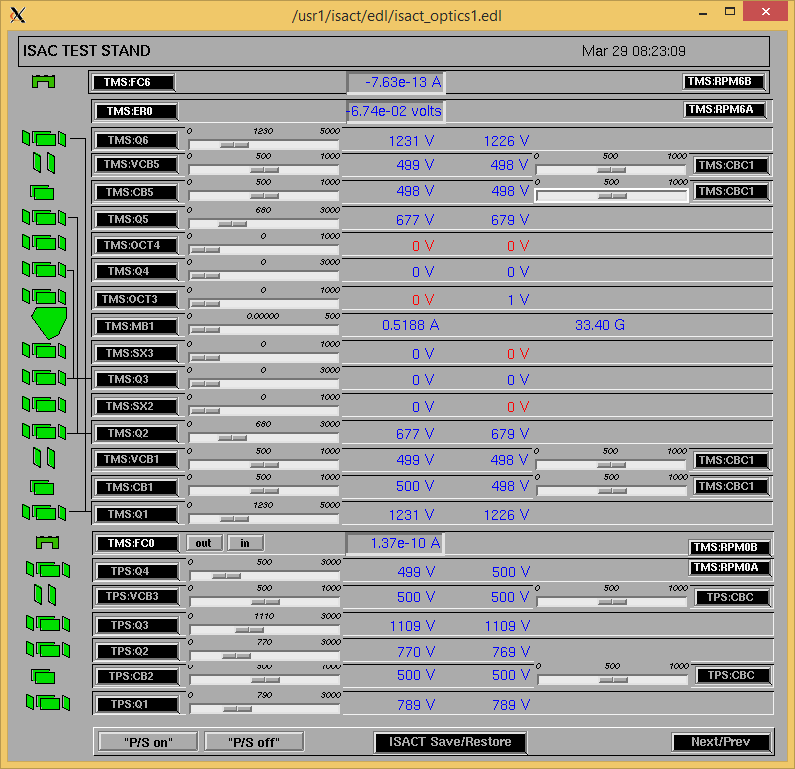 /usr1/isact/edl/isact_optics1.edl
ISAC TEST STAND Mar 29 08:23:09
TMS:FC6 -7.63e-13 A TMS:RPM6B
TMS:ER0 -6.74e-02 volts TMS:RPM6A
TMS:Q6 0 1230 5000 1231 V 1226 V
TMS:VCB5 0 500 1000 499 V 498 V 0 500 1000 TMS:CBC1
TMS:CB5 0 500 1000 498 V 498 V 0 500 1000 TMS:CBC1
TMS:Q5 0 680 3000 677 V 679 V
TMS:OCT4 0 0 1000 0 V 0 V
TMS:Q4 0 0 3000 0 V 0 V
TMS:OCT3 0 0 1000 0 V 1 V
TMS:MB1 0 0.00000 500 0.5188 A 33.40 G
TMS:SX3 0 0 1000 0 V 0 V
TMS:Q3 0 0 3000 0 V 0 V
TMS:SX2 0 0 1000 0 V 0 V
TMS:Q2 0 680 3000 677 V 679 V
TMS:VCB1 0 500 1000 499 V 498 V 0 500 1000 TMS:CBC1
TMS:CB1 0 500 1000 500 V 498 V 0 500 1000 TMS:CBC1
TMS:Q1 0 1230 5000 1231 V 1226 V
TMS:FC0 out in 1.37e-10 A TMS:RPM0B
TPS:Q4 0 500 3000 499 V 500 V TMS:RPM0A
TPS:VCB3 0 500 1000 500 V 500 V 0 500 1000 TPS:CBC
TPS:Q3 0 1110 3000 1109 V 1109 V
TPS:Q2 0 770 3000 770 V 769 V
TPS:CB2 0 500 1000 500 V 500 V 0 500 1000 TPS:CBC
TPS:Q1 0 790 3000 789 V 789 V
"P/S on" "P/S off" ISACT Save/Restore Next/Prev